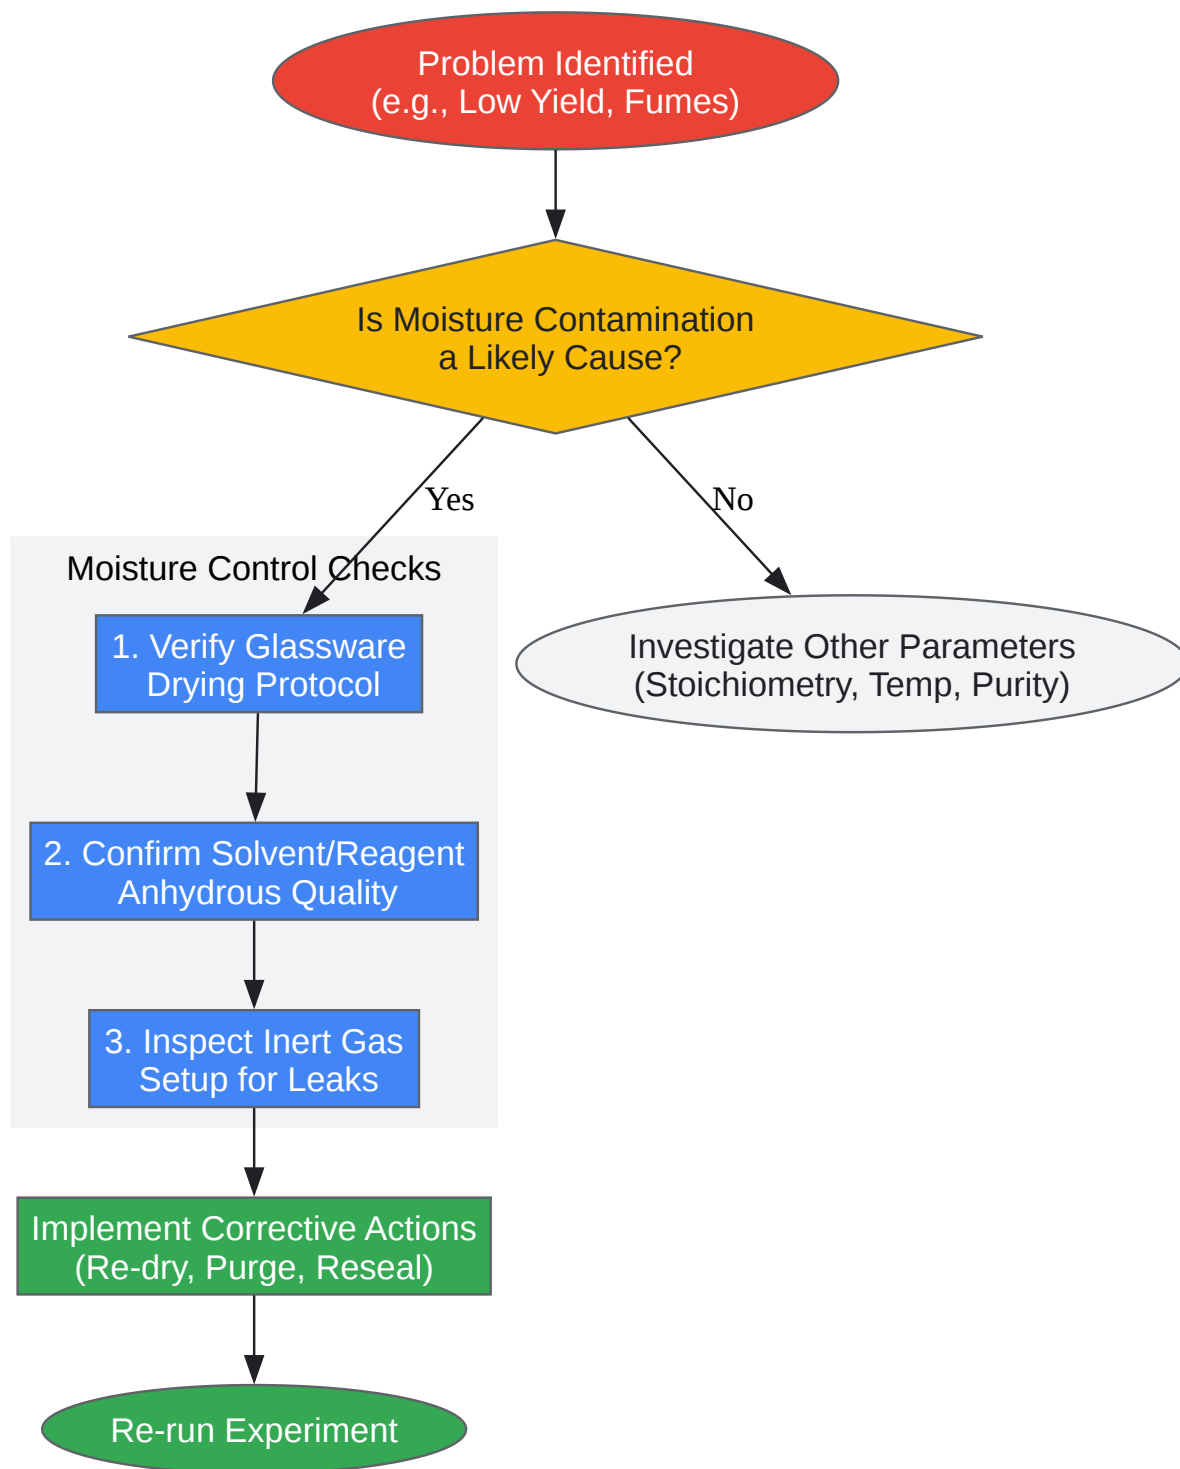 Problem Identified
(e.g., Low Yield, Fumes)
Is Moisture Contamination
a Likely Cause?
Yes
No
Moisture Control Checks
1. Verify Glassware
Drying Protocol
Investigate Other Parameters
(Stoichiometry, Temp, Purity)
2. Confirm Solvent/Reagent
Anhydrous Quality
3. Inspect Inert Gas
Setup for Leaks
Implement Corrective Actions
(Re-dry, Purge, Reseal)
Re-run Experiment